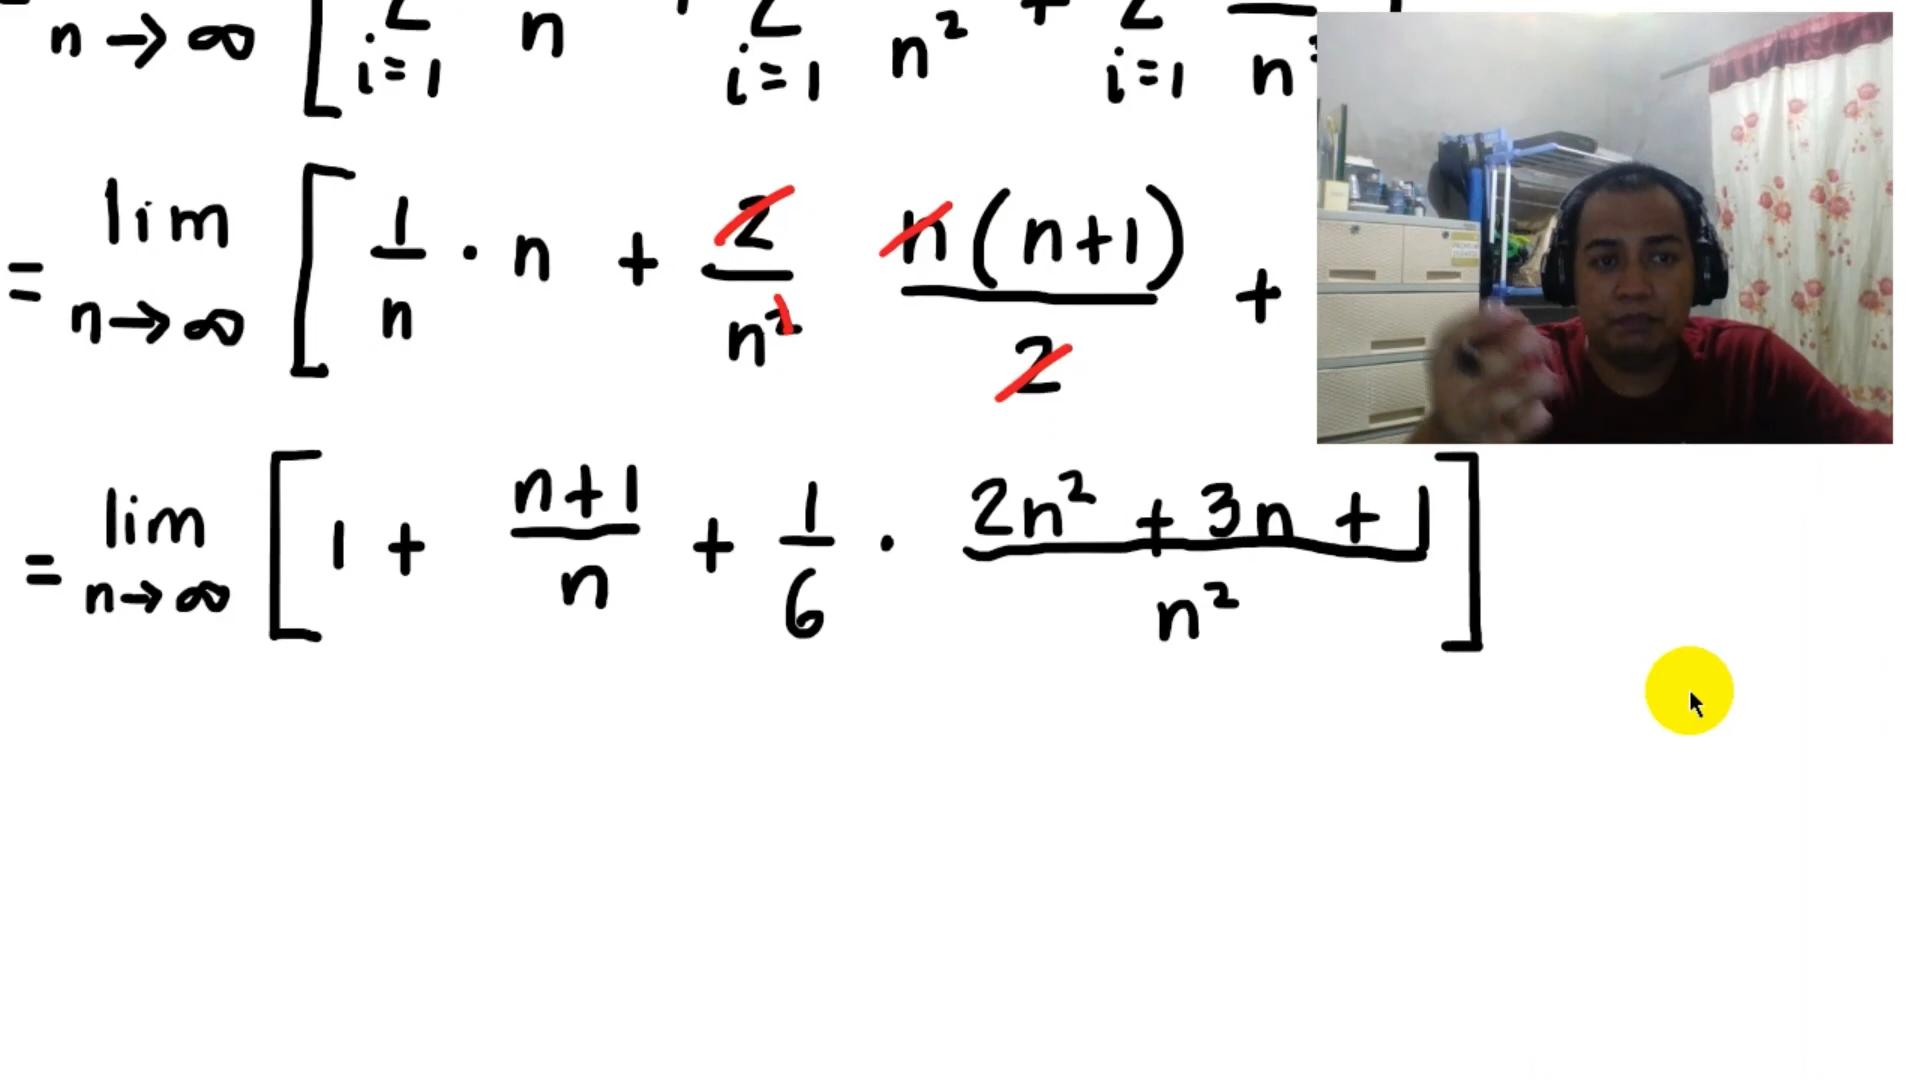 n → ∞ [ Σ i=1 n Σ i=1 n² + Σ i=1 n
= lim n→∞ [ 1/n · n + 2/n² n(n+1)/2 +
= lim n→∞ [ 1 + n+1/n + 1/6 · 2n² + 3n + 1/n² ]